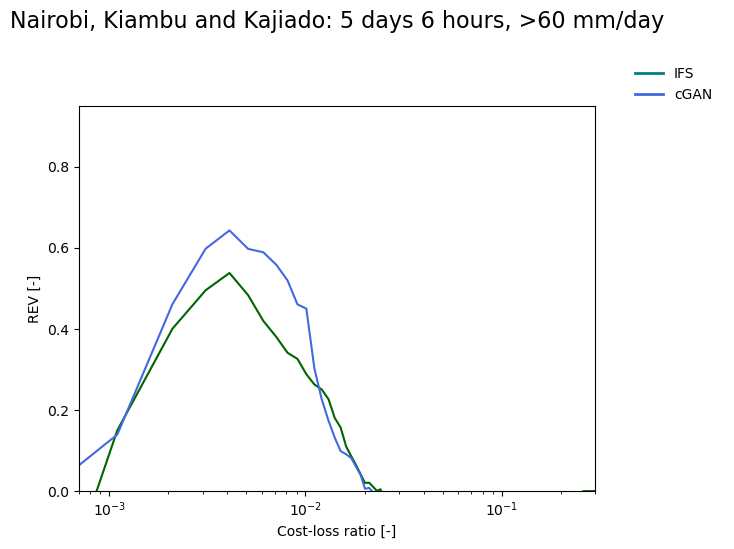 Nairobi, Kiambu and Kajiado: 5 days 6 hours, >60 mm/day
IFS
cGAN
0.8
0.6
0.4
0.2
0.0
REV [-]
10⁻³
10⁻²
10⁻¹
Cost-loss ratio [-]